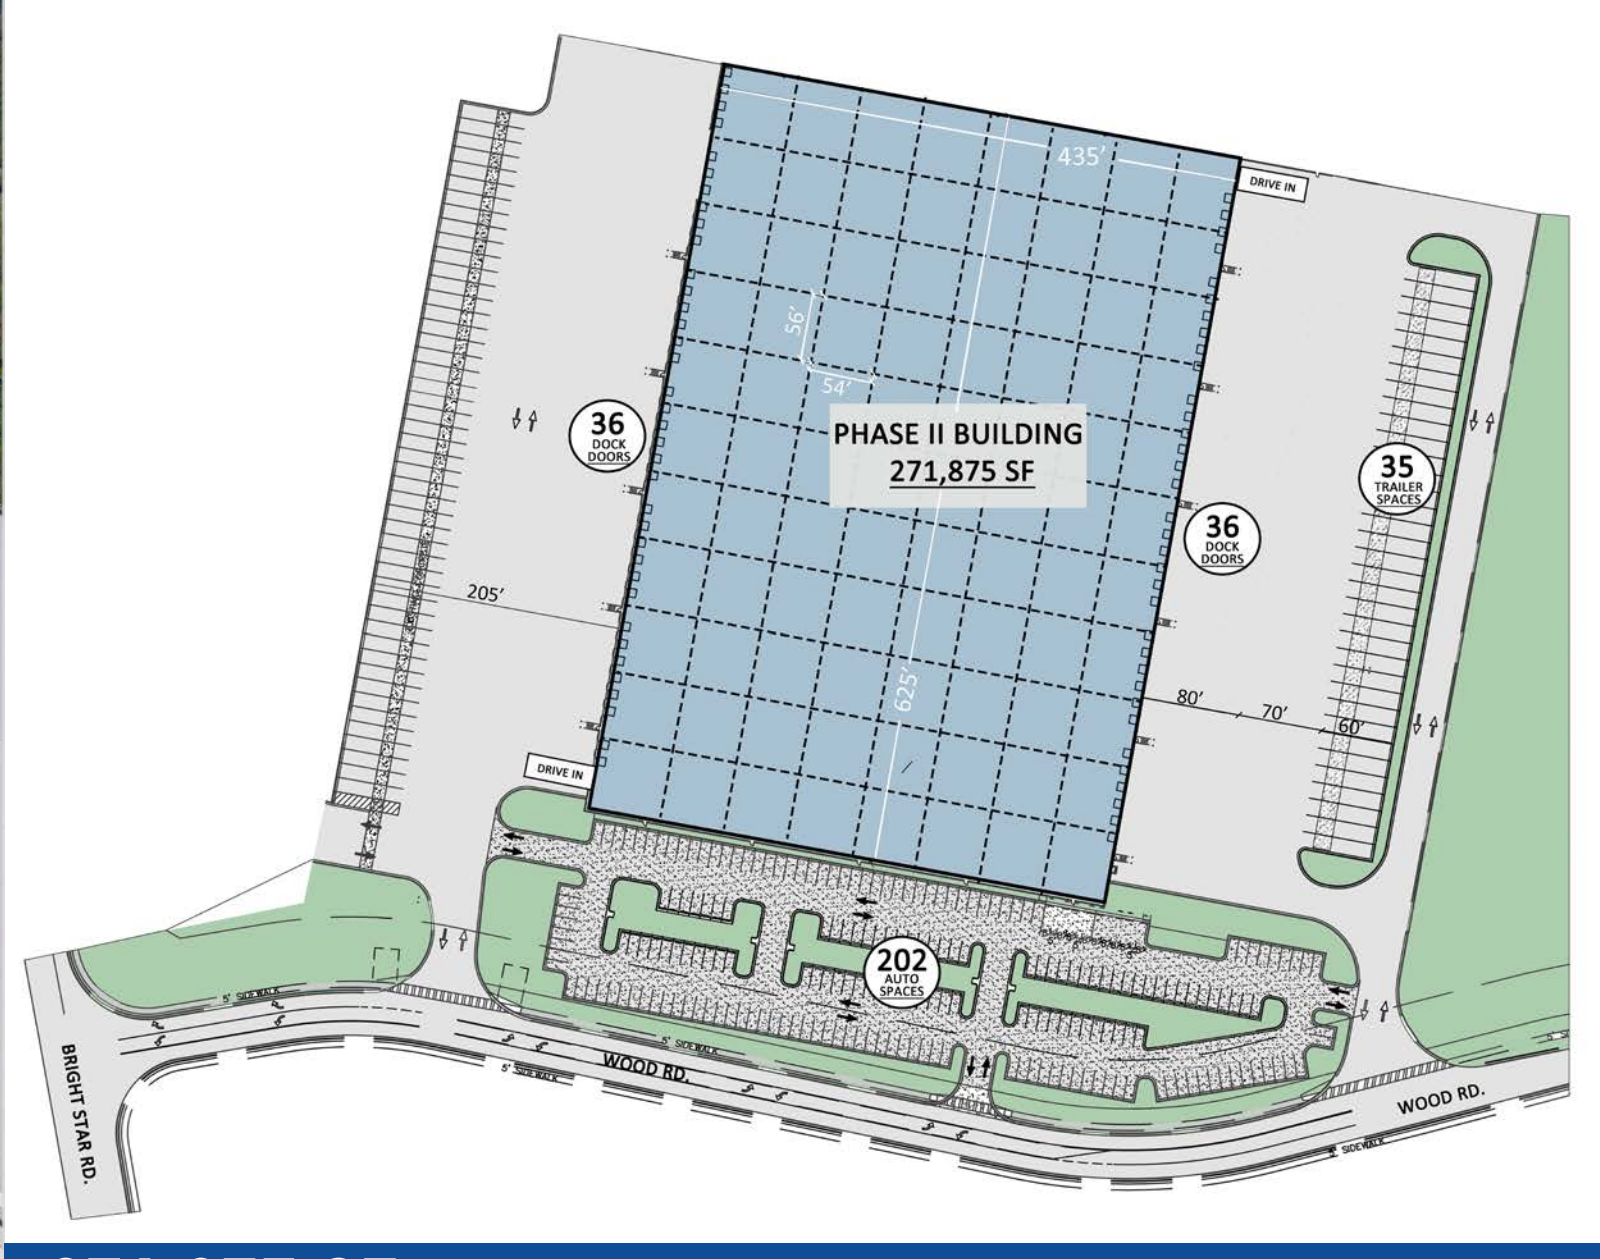 435'
DRIVE IN
56'
54'
36
DOCK
DOORS
PHASE II BUILDING
271,875 SF
35
TRAILER
SPACES
36
DOCK
DOORS
205'
625'
80'
70'
60'
DRIVE IN
202
AUTO
SPACES
5' SIDEWALK
5' SIDEWALK
5' SIDEWALK
WOOD RD.
WOOD RD.
5' SIDEWALK
BRIGHT STAR RD.